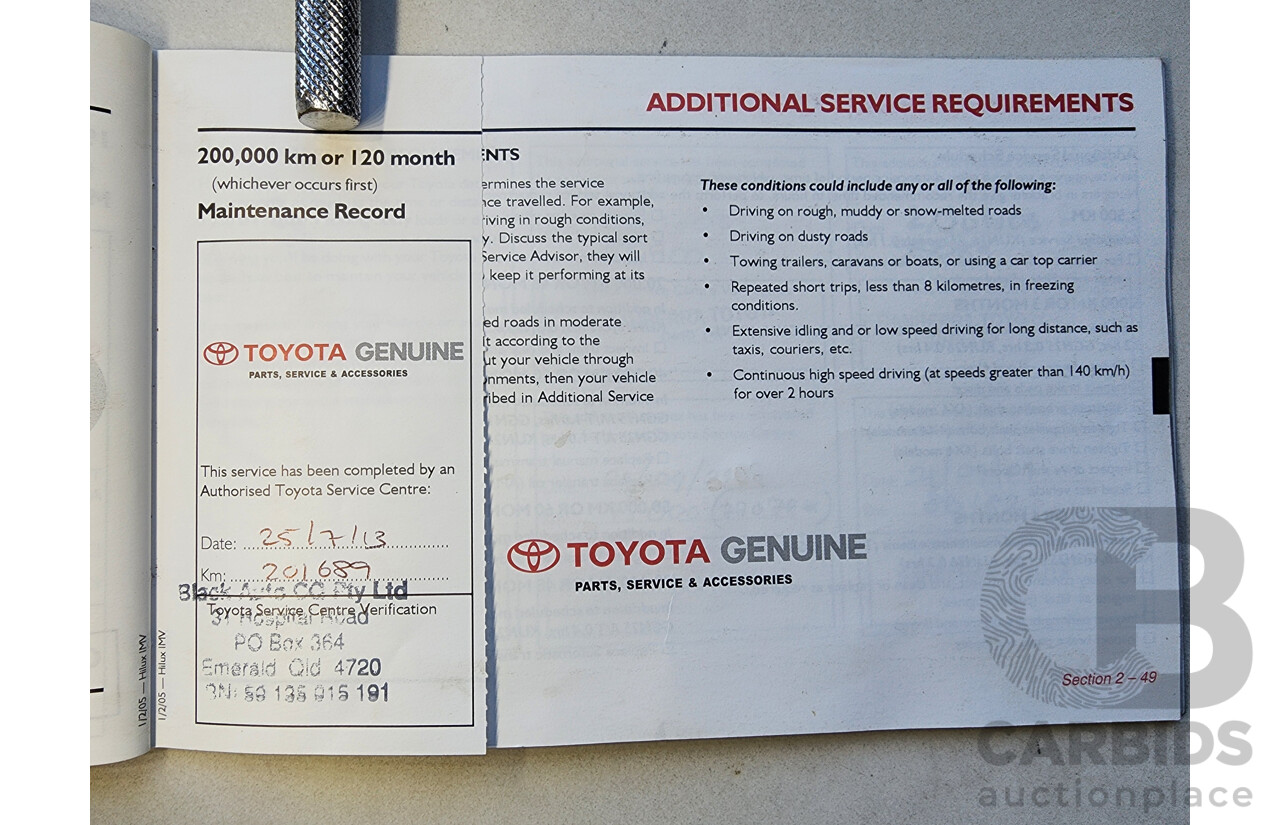 200,000 km or 120 month
(whichever occurs first)
Maintenance Record
TOYOTA GENUINE
PARTS, SERVICE & ACCESSORIES
This service has been completed by an
Authorised Toyota Service Centre:
Date: 25/7/13
Km: 201689
Black Auto CQ Pty Ltd
Toyota Service Centre Verification
Hospital Road
PO Box 364
Emerald Qld 4720
1/2/05 — Hilux IMV
1/2/05 — Hilux IMV
ADDITIONAL SERVICE REQUIREMENTS
ENTS
ermines the service
nce travelled. For example,
riving in rough conditions,
y. Discuss the typical sort
Service Advisor, they will
keep it performing at its
ed roads in moderate
lt according to the
ut your vehicle through
onments, then your vehicle
ibed in Additional Service
These conditions could include any or all of the following:
• Driving on rough, muddy or snow-melted roads
• Driving on dusty roads
• Towing trailers, caravans or boats, or using a car top carrier
• Repeated short trips, less than 8 kilometres, in freezing
conditions.
• Extensive idling and or low speed driving for long distance, such as
taxis, couriers, etc.
• Continuous high speed driving (at speeds greater than 140 km/h)
for over 2 hours
TOYOTA GENUINE
PARTS, SERVICE & ACCESSORIES
Section 2 – 49
CARBIDS
auctionplace